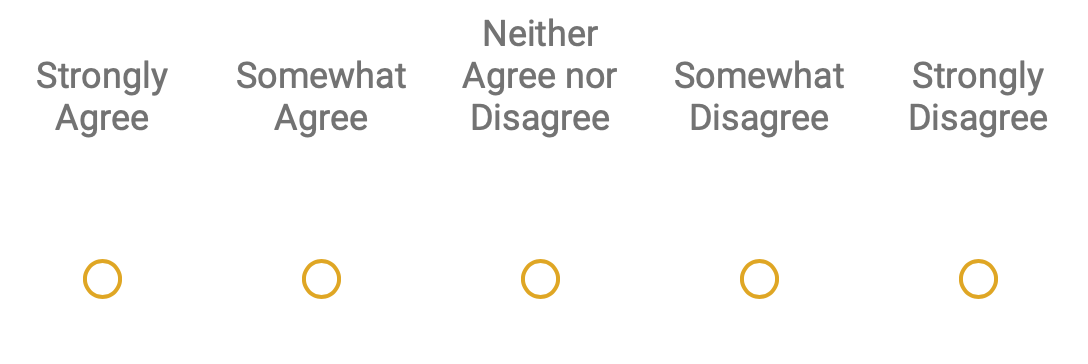 Strongly
Agree
Somewhat
Agree
Neither
Agree nor
Disagree
Somewhat
Disagree
Strongly
Disagree